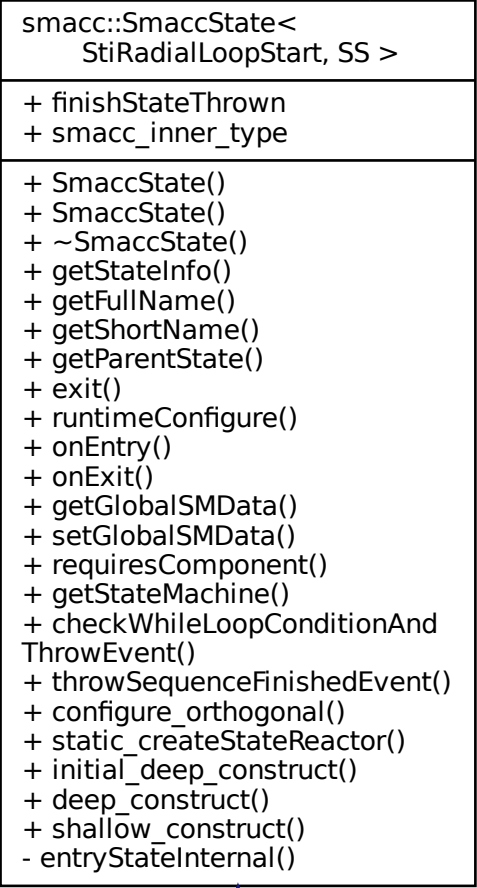 smacc::SmaccState<
StiRadialLoopStart, SS >
+ finishStateThrown
+ smacc_inner_type
+ SmaccState()
+ SmaccState()
+ ~SmaccState()
+ getStateInfo()
+ getFullName()
+ getShortName()
+ getParentState()
+ exit()
+ runtimeConfigure()
+ onEntry()
+ onExit()
+ getGlobalSMData()
+ setGlobalSMData()
+ requiresComponent()
+ getStateMachine()
+ checkWhileLoopConditionAnd
ThrowEvent()
+ throwSequenceFinishedEvent()
+ configure_orthogonal()
+ static_createStateReactor()
+ initial_deep_construct()
+ deep_construct()
+ shallow_construct()
- entryStateInternal()